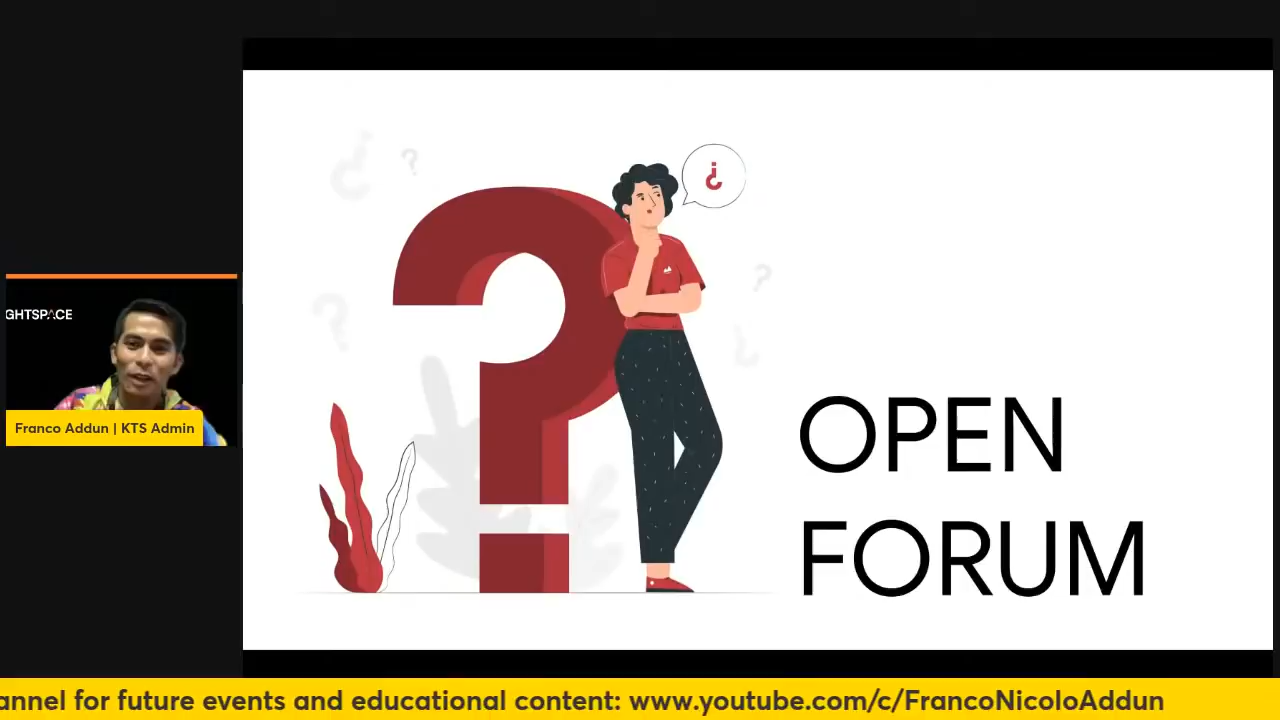 GHTSPACE
Franco Addun | KTS Admin
?
?
?
?
OPEN
FORUM
annel for future events and educational content: www.youtube.com/c/FrancoNicoloAddun